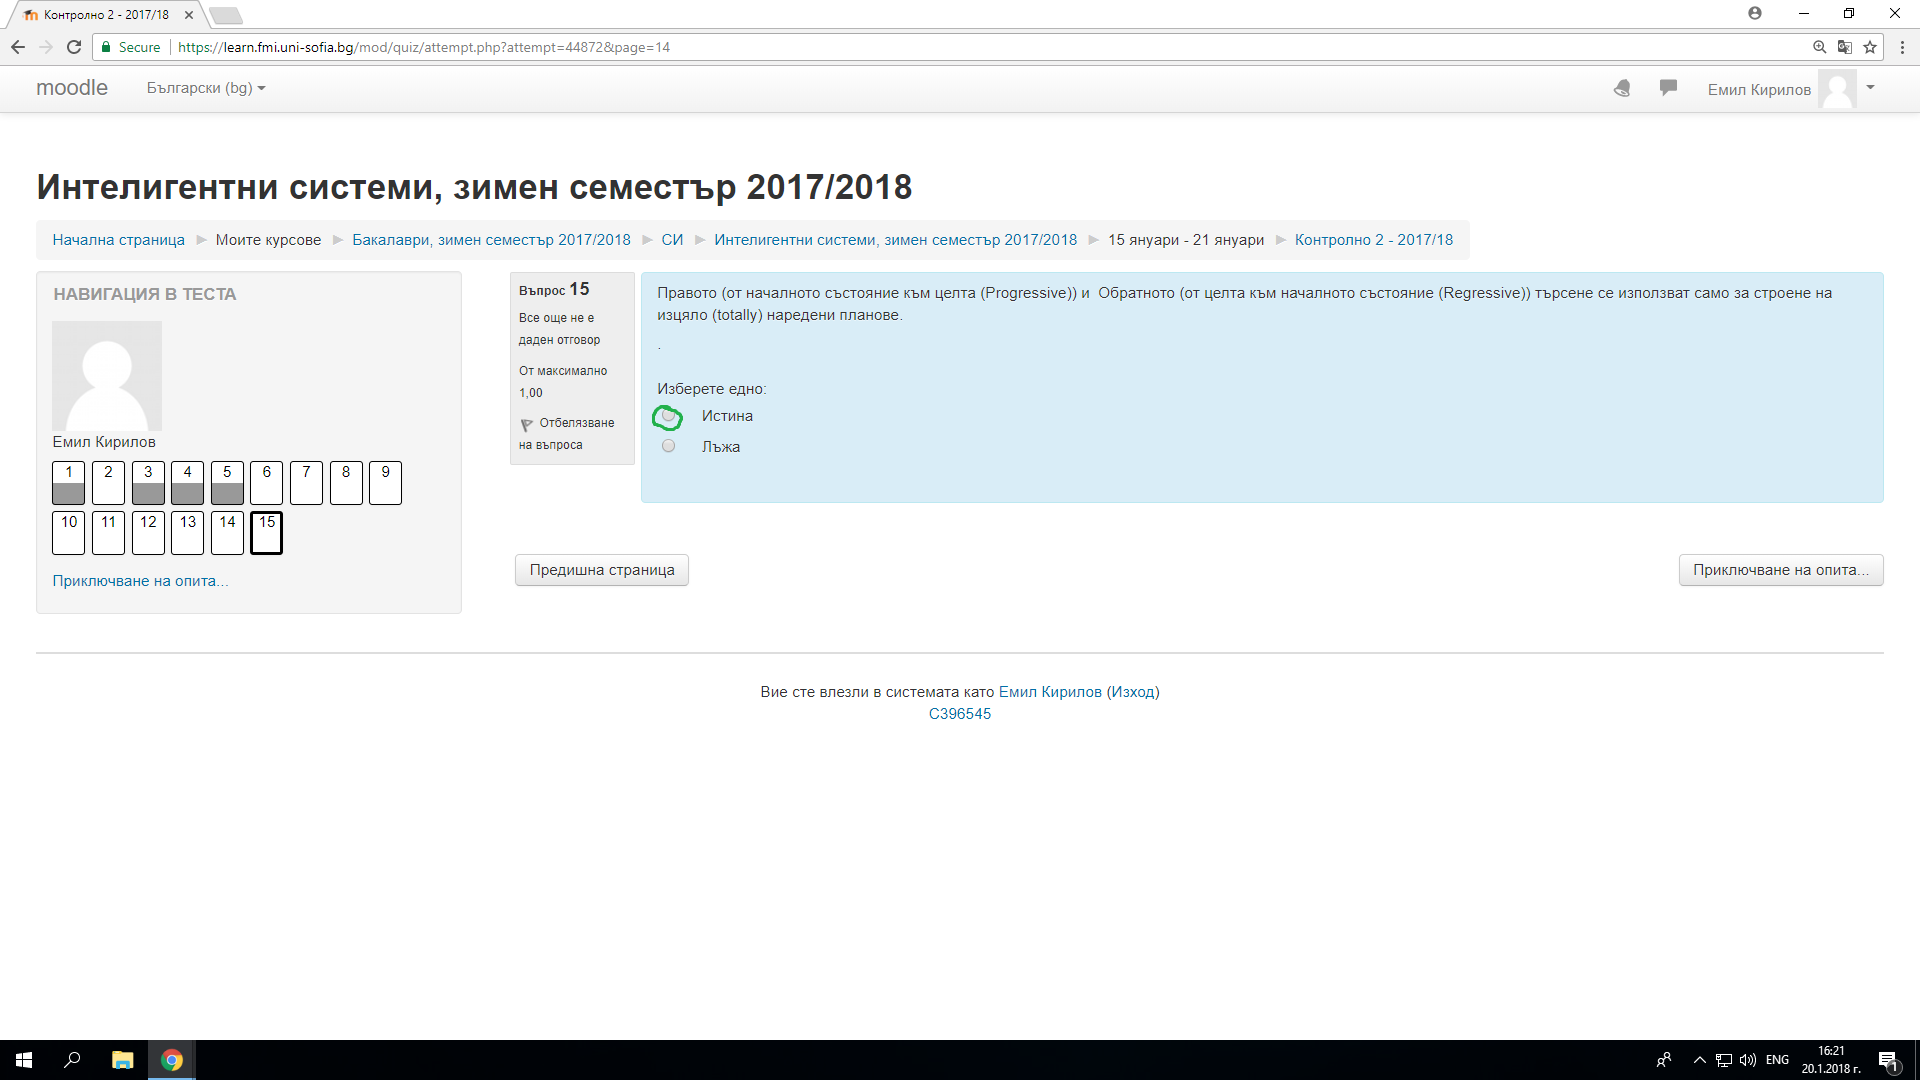 Контролно 2 - 2017/18
Secure https://learn.fmi.uni-sofia.bg/mod/quiz/attempt.php?attempt=44872&page=14
moodle Български (bg) Емил Кирилов
Интелигентни системи, зимен семестър 2017/2018
Начална страница ► Моите курсове ► Бакалаври, зимен семестър 2017/2018 ► СИ ► Интелигентни системи, зимен семестър 2017/2018 ► 15 януари - 21 януари ► Контролно 2 - 2017/18
НАВИГАЦИЯ В ТЕСТА
Емил Кирилов
1 2 3 4 5 6 7 8 9
10 11 12 13 14 15
Приключване на опита...
Въпрос 15
Все още не е
даден отговор
От максимално
1,00
Отбелязване
на въпроса
Правото (от началното състояние към целта (Progressive)) и Обратното (от целта към началното състояние (Regressive)) търсене се използват само за строене на
изцяло (totally) наредени планове.
.
Изберете едно:
Истина
Лъжа
Предишна страница Приключване на опита...
Вие сте влезли в системата като Емил Кирилов (Изход)
СИ396545
ENG 16:21
20.1.2018 г.
1